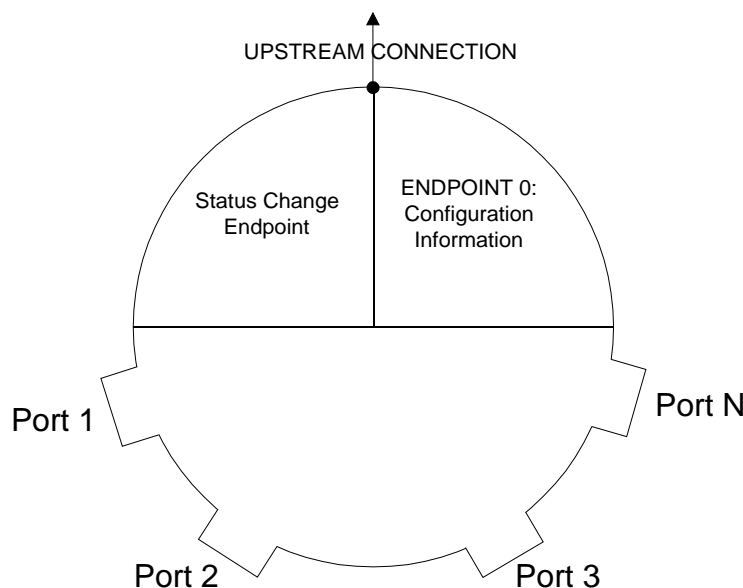 UPSTREAM CONNECTION
Status Change
Endpoint
ENDPOINT 0:
Configuration
Information
Port 1
Port N
Port 2
Port 3